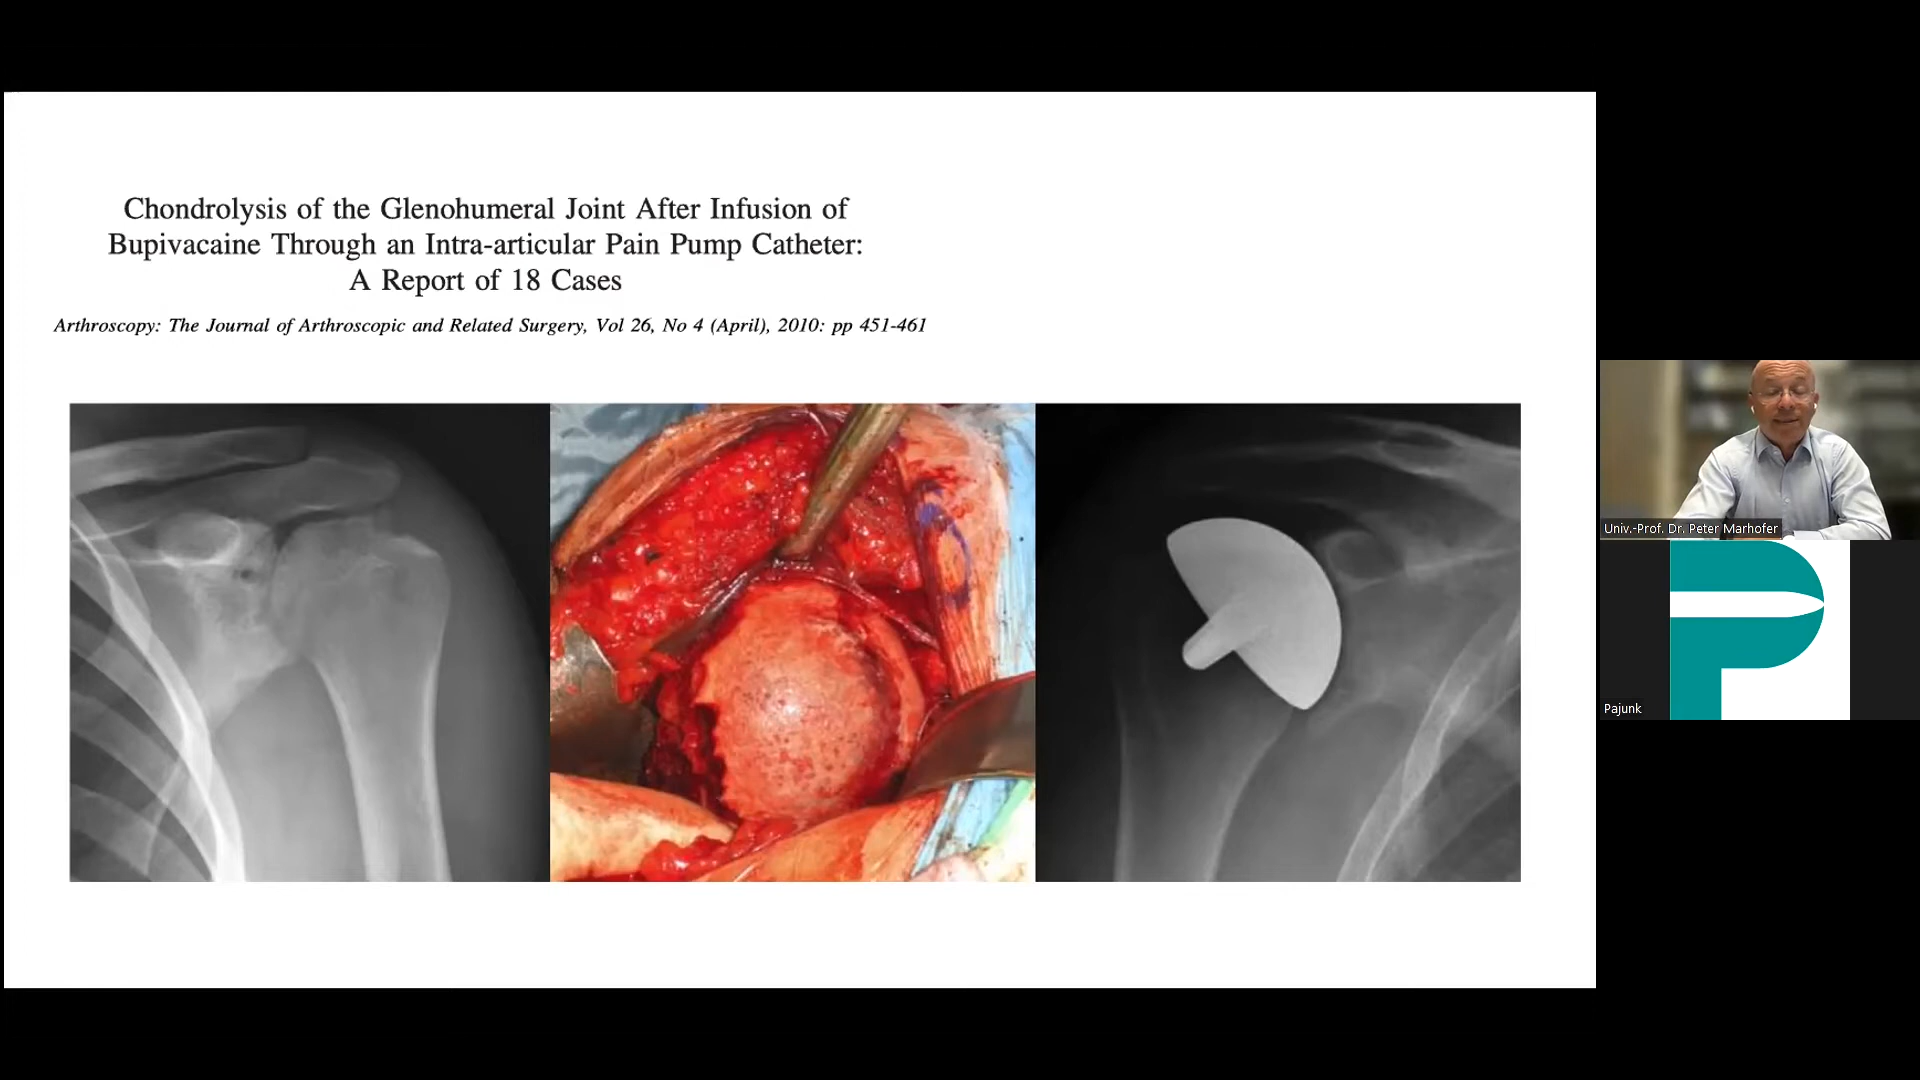 Chondrolysis of the Glenohumeral Joint After Infusion of
Bupivacaine Through an Intra-articular Pain Pump Catheter:
A Report of 18 Cases
Arthroscopy: The Journal of Arthroscopic and Related Surgery, Vol 26, No 4 (April), 2010: pp 451-461
Univ.-Prof. Dr. Peter Marhofer
Pajunk